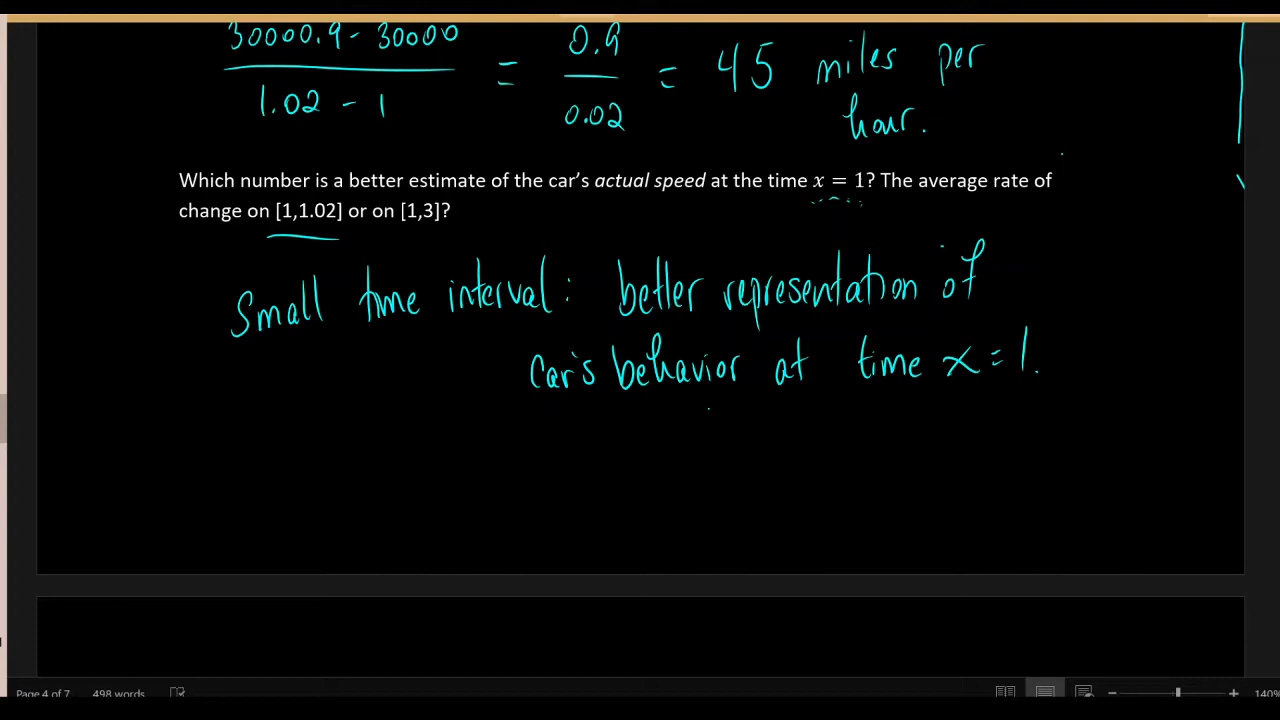 30000.9 - 30000
1.02 - 1
= 0.9
0.02
= 45 miles per
hour.
Which number is a better estimate of the car's actual speed at the time x = 1? The average rate of
change on [1,1.02] or on [1,3]?
Small time interval: better representation of
car's behavior at time x = 1.
Page 4 of 7 498 words 140%